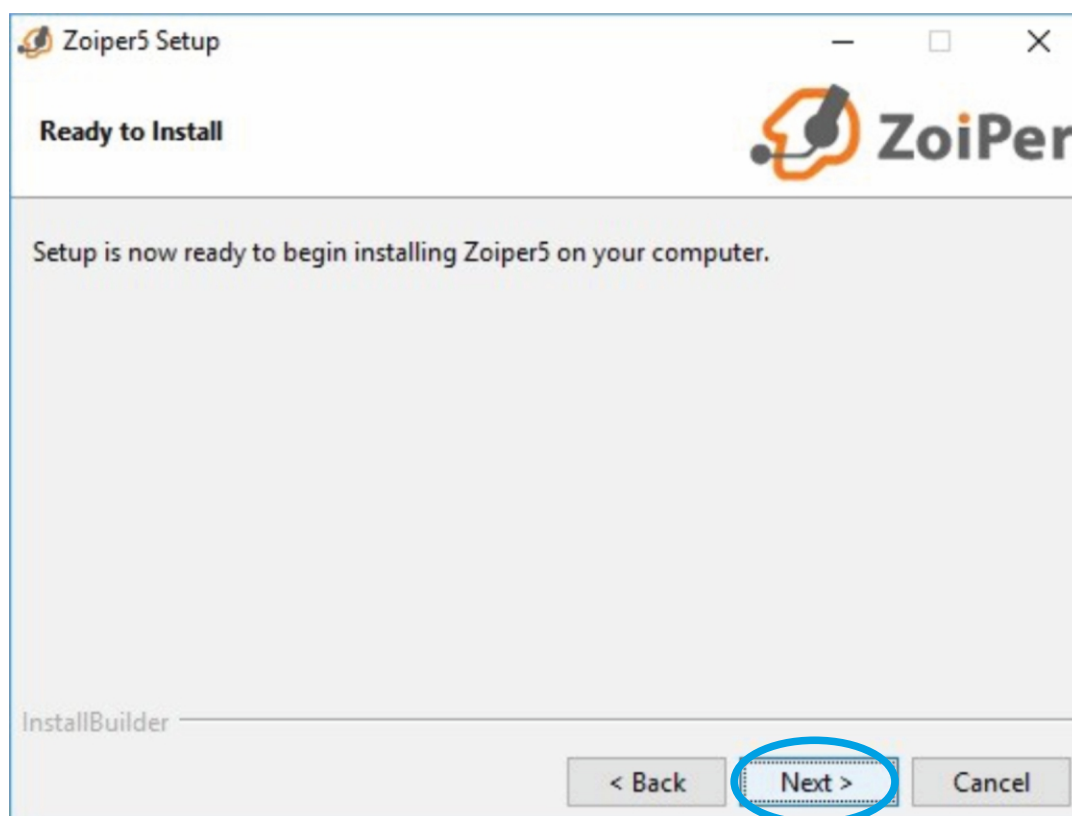 Zoiper5 Setup
Ready to Install
ZoiPer
Setup is now ready to begin installing Zoiper5 on your computer.
InstallBuilder
< Back Next > Cancel